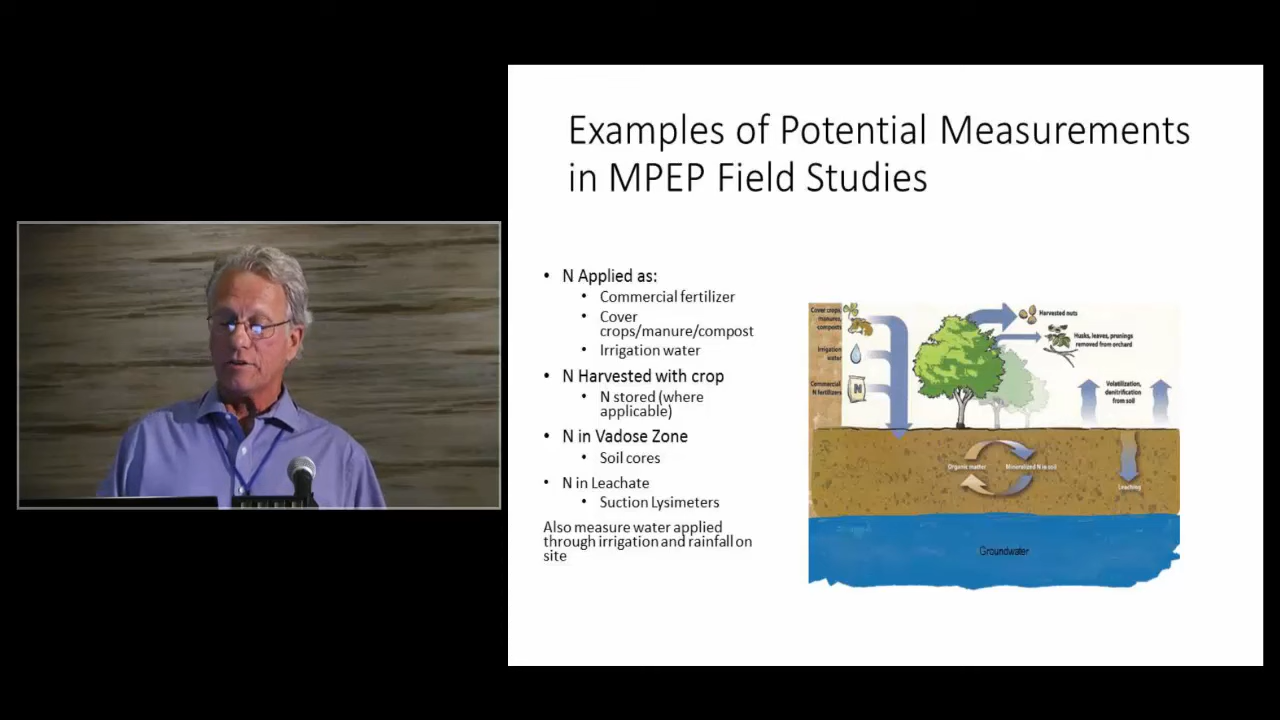 Examples of Potential Measurements
in MPEP Field Studies
• N Applied as:
• Commercial fertilizer
• Cover
crops/manure/compost
• Irrigation water
• N Harvested with crop
• N stored (where
applicable)
• N in Vadose Zone
• Soil cores
• N in Leachate
• Suction Lysimeters
Also measure water applied
through irrigation and rainfall on
site
Cover crops,
manures,
composts
Irrigation
water
Commercial
N fertilizers
N
Harvested nuts
Husks, leaves, prunings
removed from orchard
Volatilization,
denitrification
from soil
Organic matter
Mineralized N in soil
Leaching
Groundwater